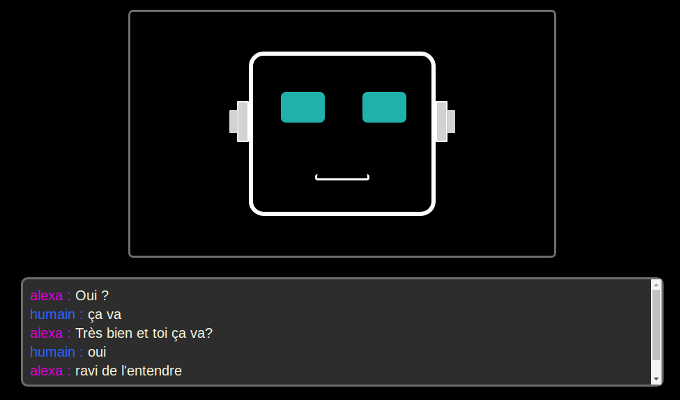 alexa : Oui ?
humain : ça va
alexa : Très bien et toi ça va?
humain : oui
alexa : ravi de l'entendre